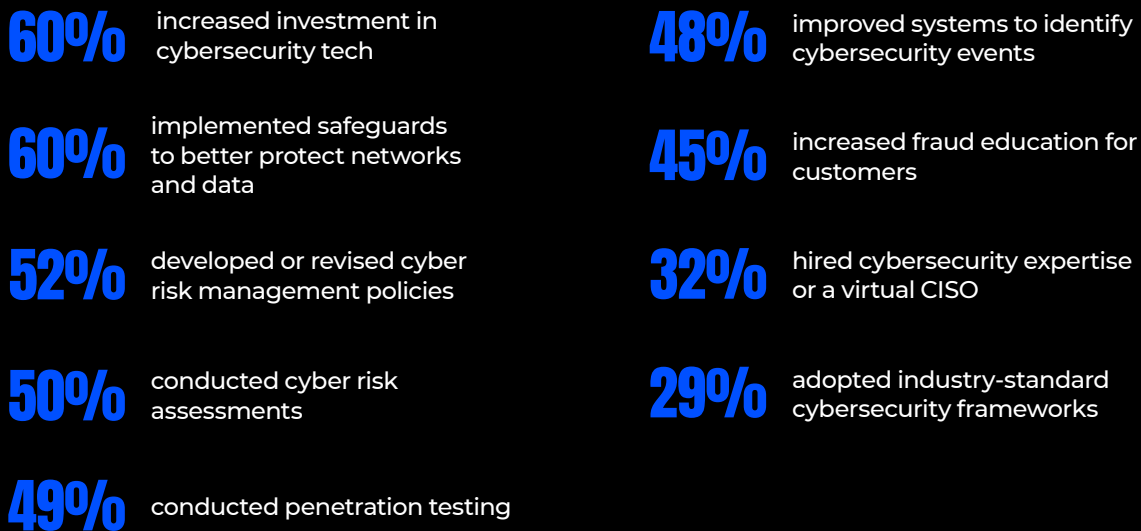 60%
increased investment in
cybersecurity tech
60%
implemented safeguards
to better protect networks
and data
52%
developed or revised cyber
risk management policies
50%
conducted cyber risk
assessments
49%
conducted penetration testing
48%
improved systems to identify
cybersecurity events
45%
increased fraud education for
customers
32%
hired cybersecurity expertise
or a virtual CISO
29%
adopted industry-standard
cybersecurity frameworks